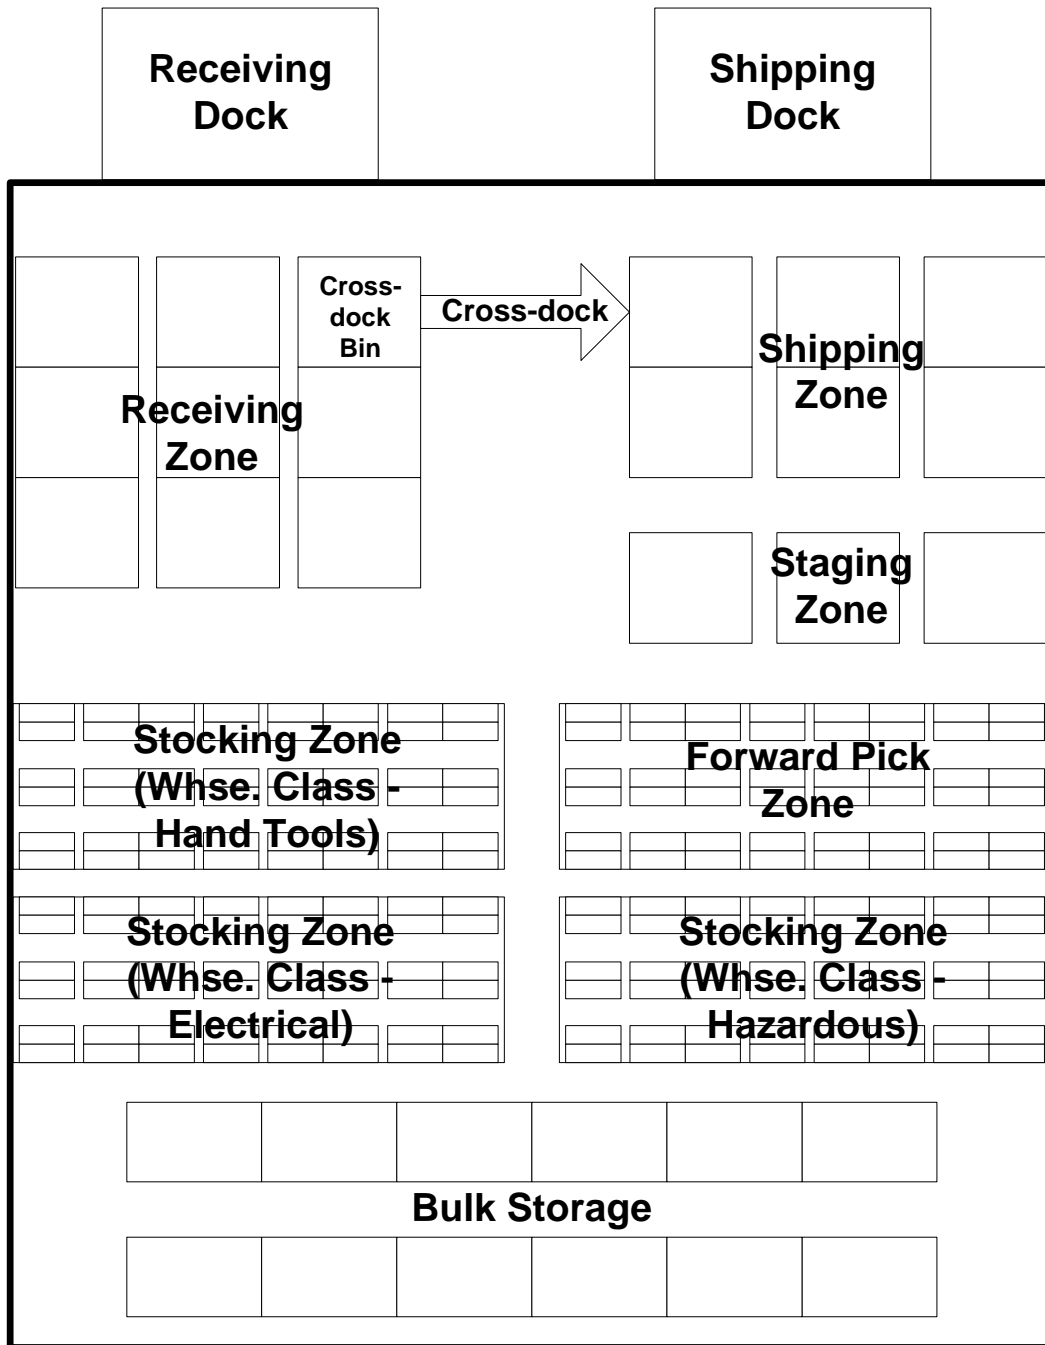 Receiving
Dock
Shipping
Dock
Cross-
dock
Bin
Cross-dock
Shipping
Zone
Receiving
Zone
Staging
Zone
Stocking Zone
(Whse. Class -
Hand Tools)
Forward Pick
Zone
Stocking Zone
(Whse. Class -
Electrical)
Stocking Zone
(Whse. Class -
Hazardous)
Bulk Storage